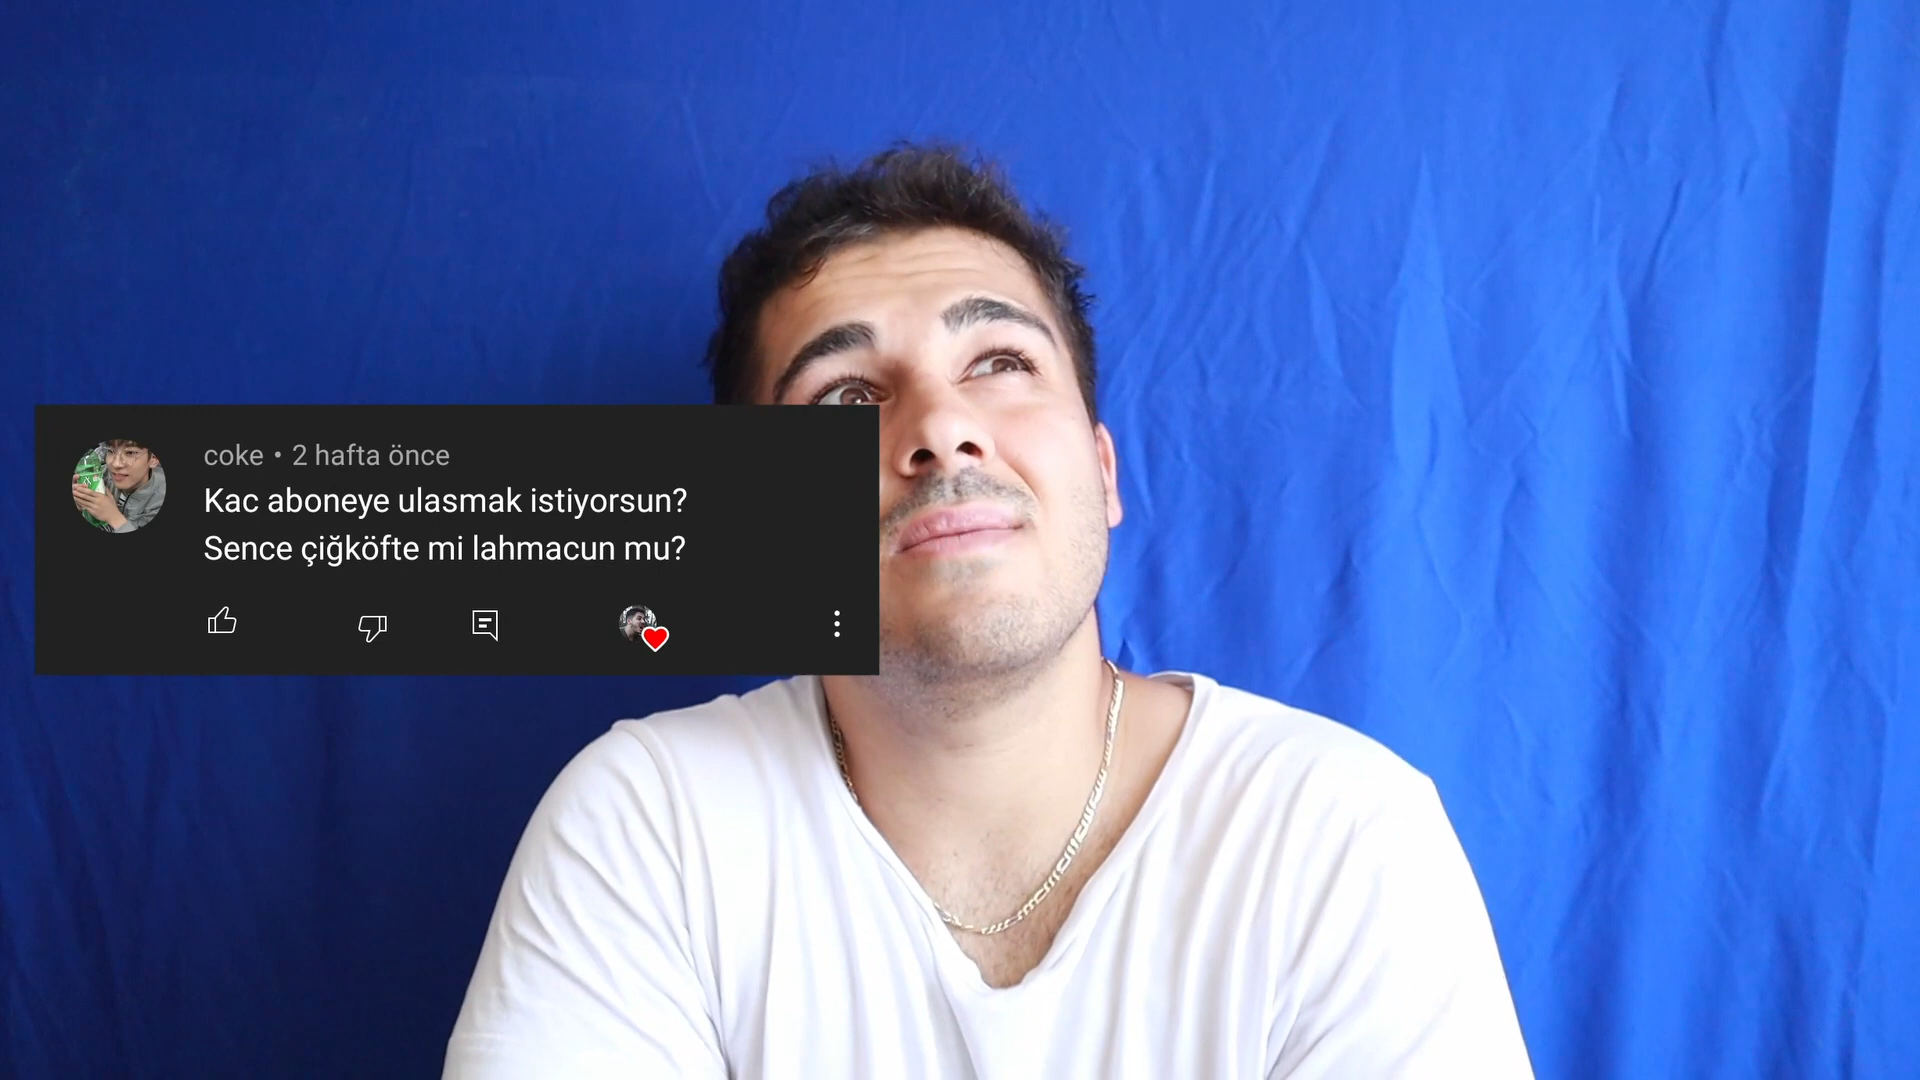 coke • 2 hafta önce
Kac aboneye ulasmak istiyorsun?
Sence çiğköfte mi lahmacun mu?